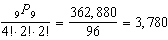 ₉P₉ / 4!· 2!· 2! = 362,880 / 96 = 3,780